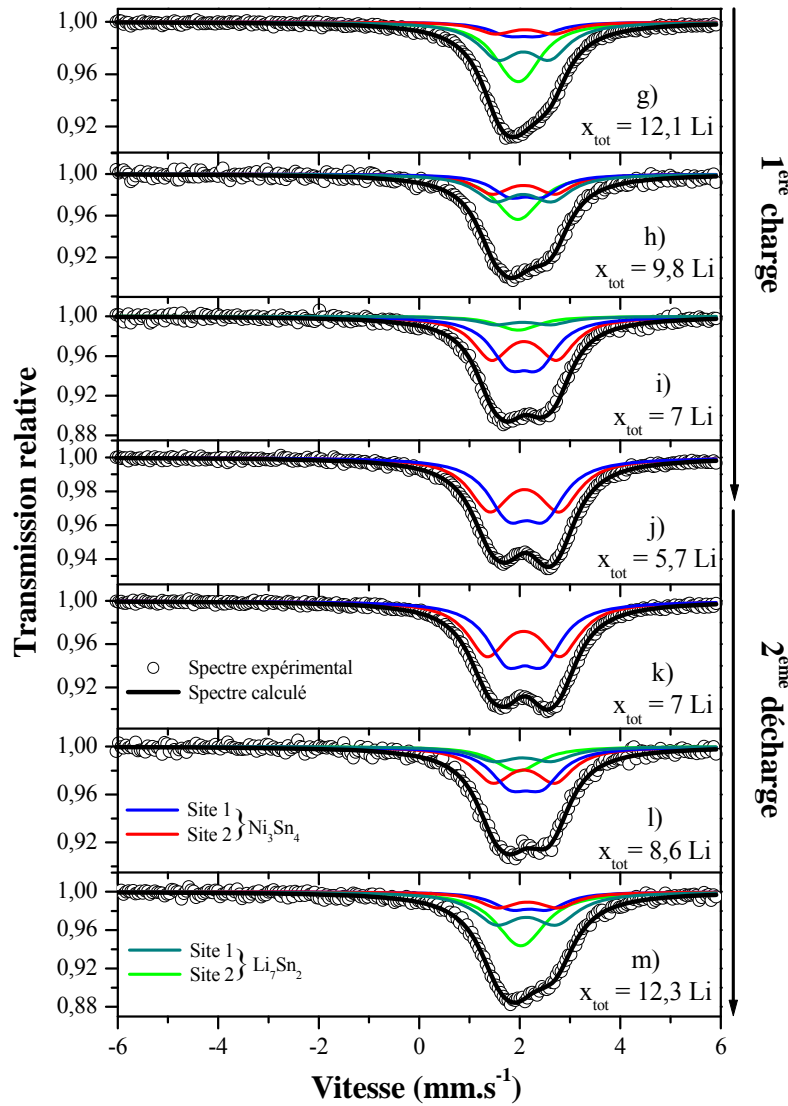 Transmission relative
1,00
0,96
0,92
g)
x_tot = 12,1 Li
1,00
0,96
0,92
h)
x_tot = 9,8 Li
1,00
0,96
0,92
0,88
i)
x_tot = 7 Li
1,00
0,98
0,96
0,94
j)
x_tot = 5,7 Li
1,00
0,96
0,92
Spectre expérimental
Spectre calculé
k)
x_tot = 7 Li
1,00
0,96
0,92
Site 1
Site 2 } Ni₃Sn₄
l)
x_tot = 8,6 Li
1,00
0,96
0,92
0,88
Site 1
Site 2 } Li₇Sn₂
m)
x_tot = 12,3 Li
-6 -4 -2 0 2 4 6
Vitesse (mm.s⁻¹)
1ᵉʳᵉ charge
2ᵉᵐᵉ décharge